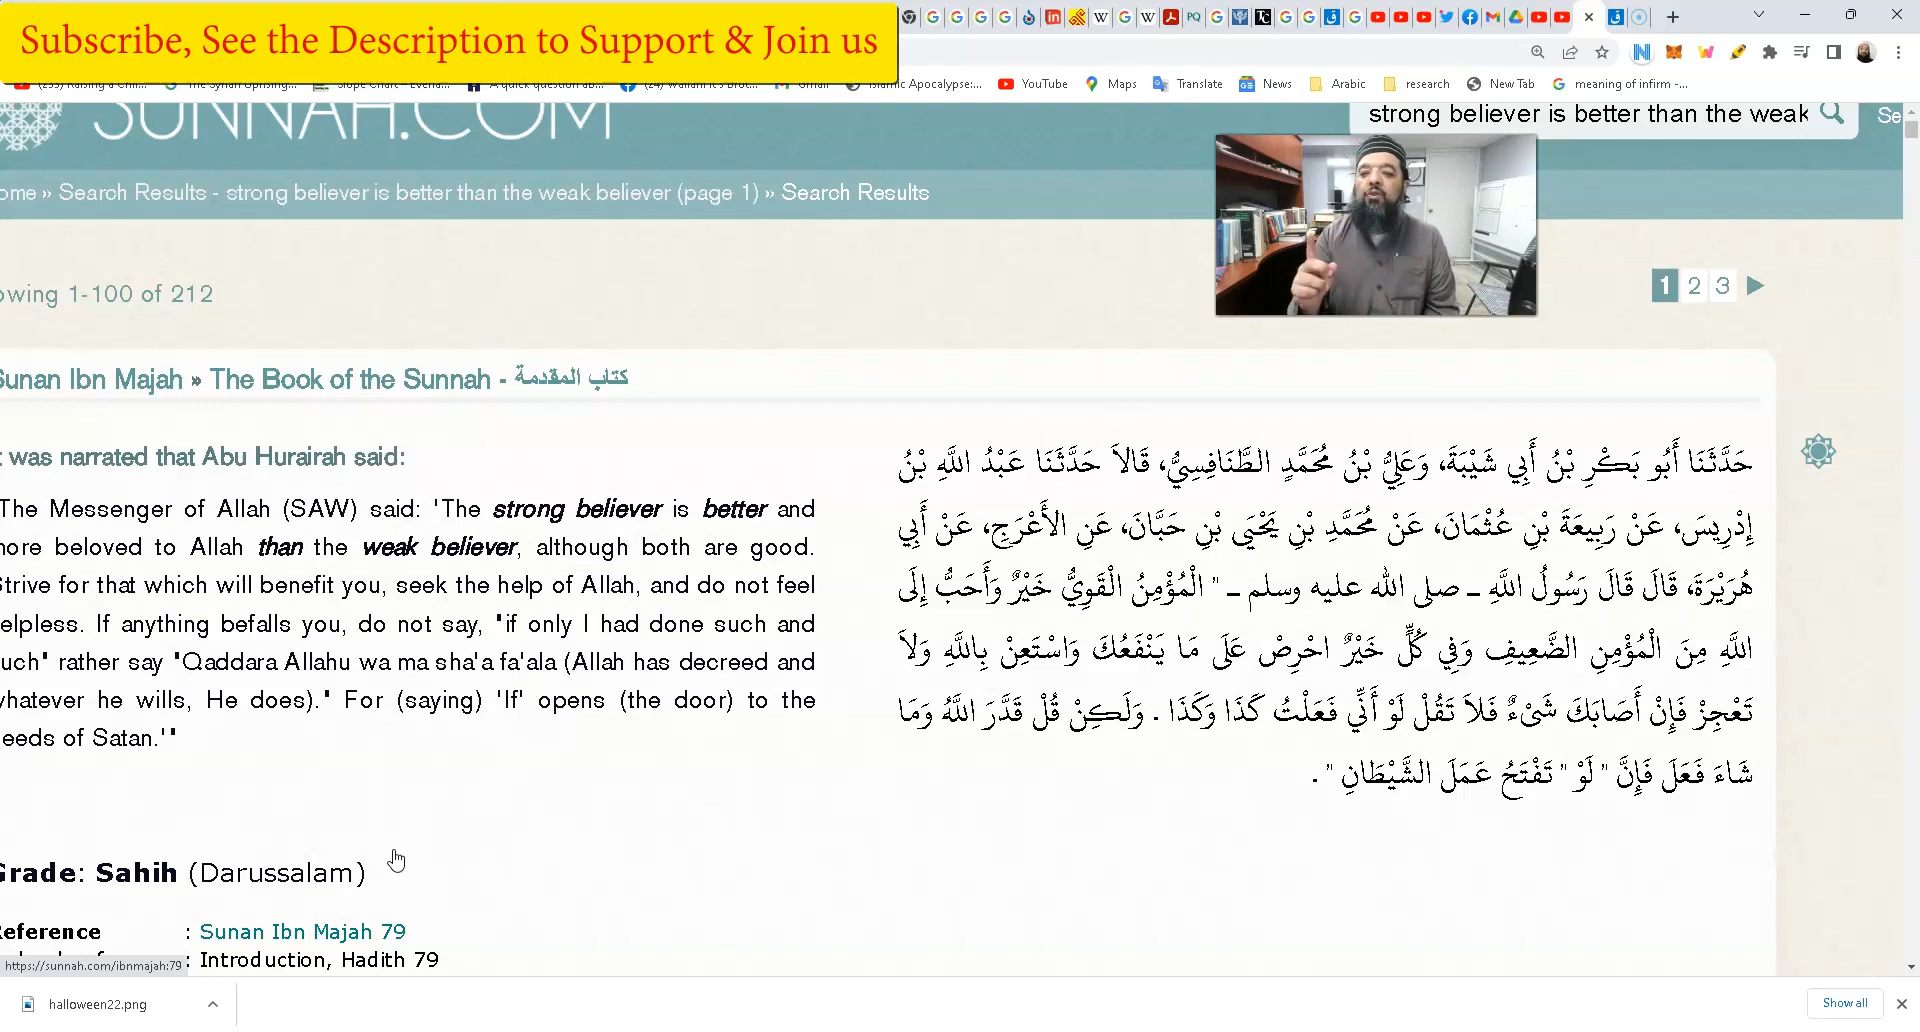 Subscribe, See the Description to Support & Join us
YouTube Maps Translate News Arabic research New Tab meaning of infirm -...
SUNNAH.COM
strong believer is better than the weak
Se
ome » Search Results - strong believer is better than the weak believer (page 1) » Search Results
owing 1-100 of 212
1 2 3
Sunan Ibn Majah » The Book of the Sunnah - كتاب المقدمة
t was narrated that Abu Hurairah said:
The Messenger of Allah (SAW) said: 'The strong believer is better and
more beloved to Allah than the weak believer, although both are good.
Strive for that which will benefit you, seek the help of Allah, and do not feel
elpless. If anything befalls you, do not say, "if only I had done such and
uch" rather say "Qaddara Allahu wa ma sha'a fa'ala (Allah has decreed and
whatever he wills, He does)." For (saying) 'If' opens (the door) to the
eeds of Satan.'"
حَدَّثَنَا أَبُو بَكْرِ بْنُ أَبِي شَيْبَةَ، وَعَلِيُّ بْنُ مُحَمَّدٍ الطَّنَافِسِيُّ، قَالاَ حَدَّثَنَا عَبْدُ اللَّهِ بْنُ
إِدْرِيسَ، عَنْ رَبِيعَةَ بْنِ عُثْمَانَ، عَنْ مُحَمَّدِ بْنِ يَحْيَى بْنِ حَبَّانَ، عَنِ الأَعْرَجِ، عَنْ أَبِي
هُرَيْرَةَ، قَالَ قَالَ رَسُولُ اللَّهِ ـ صلى الله عليه وسلم ـ " الْمُؤْمِنُ الْقَوِيُّ خَيْرٌ وَأَحَبُّ إِلَى
اللَّهِ مِنَ الْمُؤْمِنِ الضَّعِيفِ وَفِي كُلٍّ خَيْرٌ احْرِصْ عَلَى مَا يَنْفَعُكَ وَاسْتَعِنْ بِاللَّهِ وَلاَ
تَعْجِزْ فَإِنْ أَصَابَكَ شَىْءٌ فَلاَ تَقُلْ لَوْ أَنِّي فَعَلْتُ كَذَا وَكَذَا . وَلَكِنْ قُلْ قَدَّرَ اللَّهُ وَمَا
شَاءَ فَعَلَ فَإِنَّ " لَوْ " تَفْتَحُ عَمَلَ الشَّيْطَانِ " .
Grade: Sahih (Darussalam)
Reference : Sunan Ibn Majah 79
: Introduction, Hadith 79
https://sunnah.com/ibnmajah:79
halloween22.png
Show all